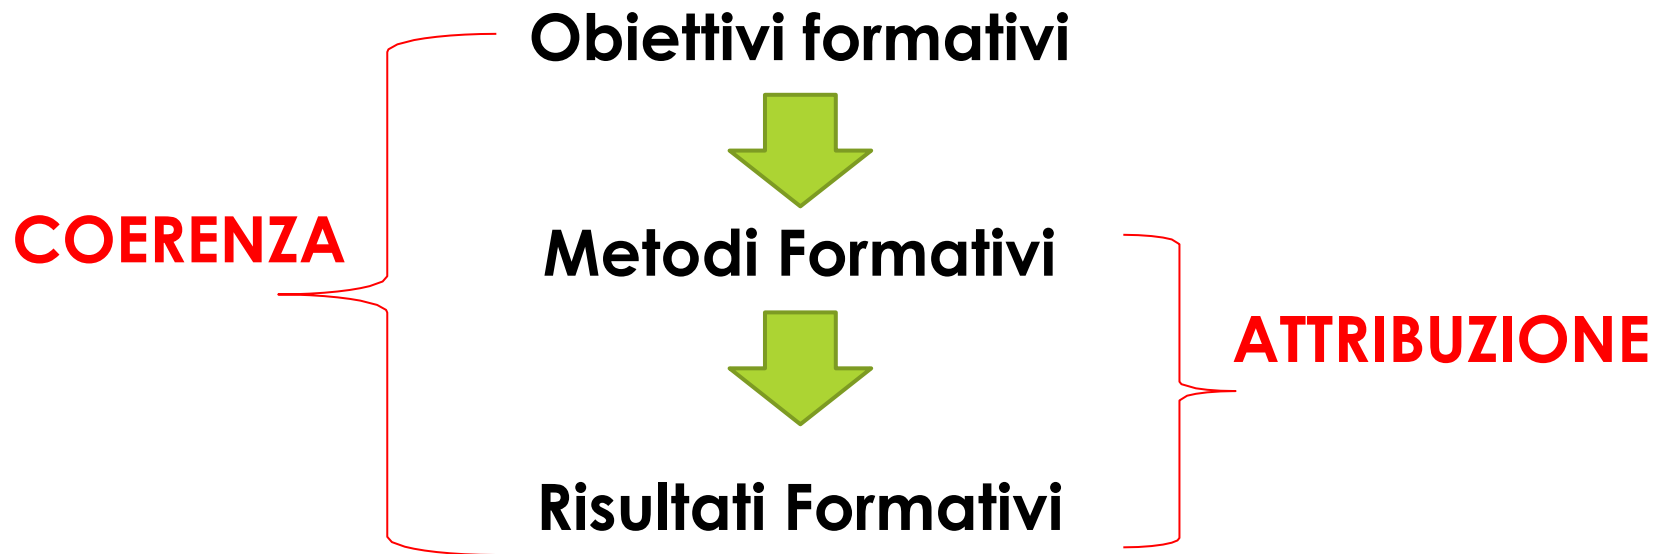 Obiettivi formativi
COERENZA
Metodi Formativi
ATTRIBUZIONE
Risultati Formativi